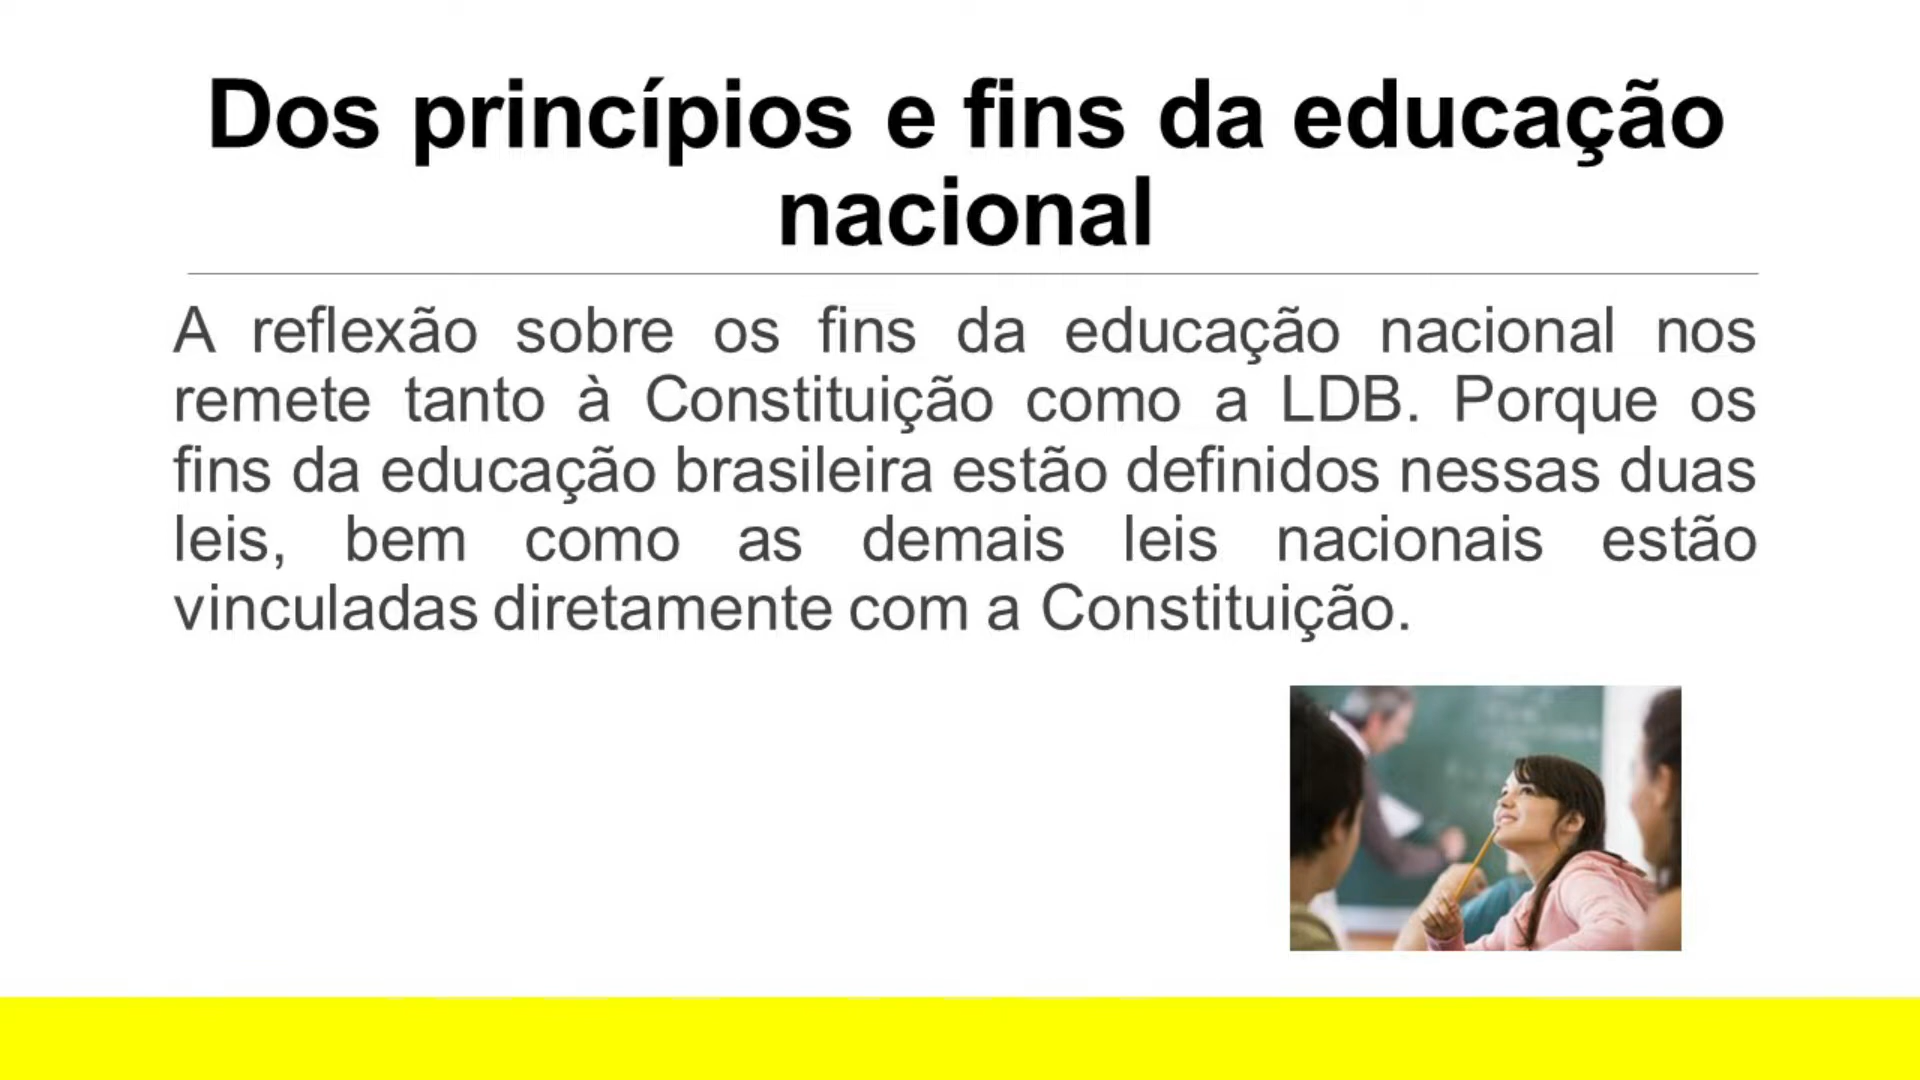 Dos princípios e fins da educação
nacional
A reflexão sobre os fins da educação nacional nos
remete tanto à Constituição como a LDB. Porque os
fins da educação brasileira estão definidos nessas duas
leis, bem como as demais leis nacionais estão
vinculadas diretamente com a Constituição.